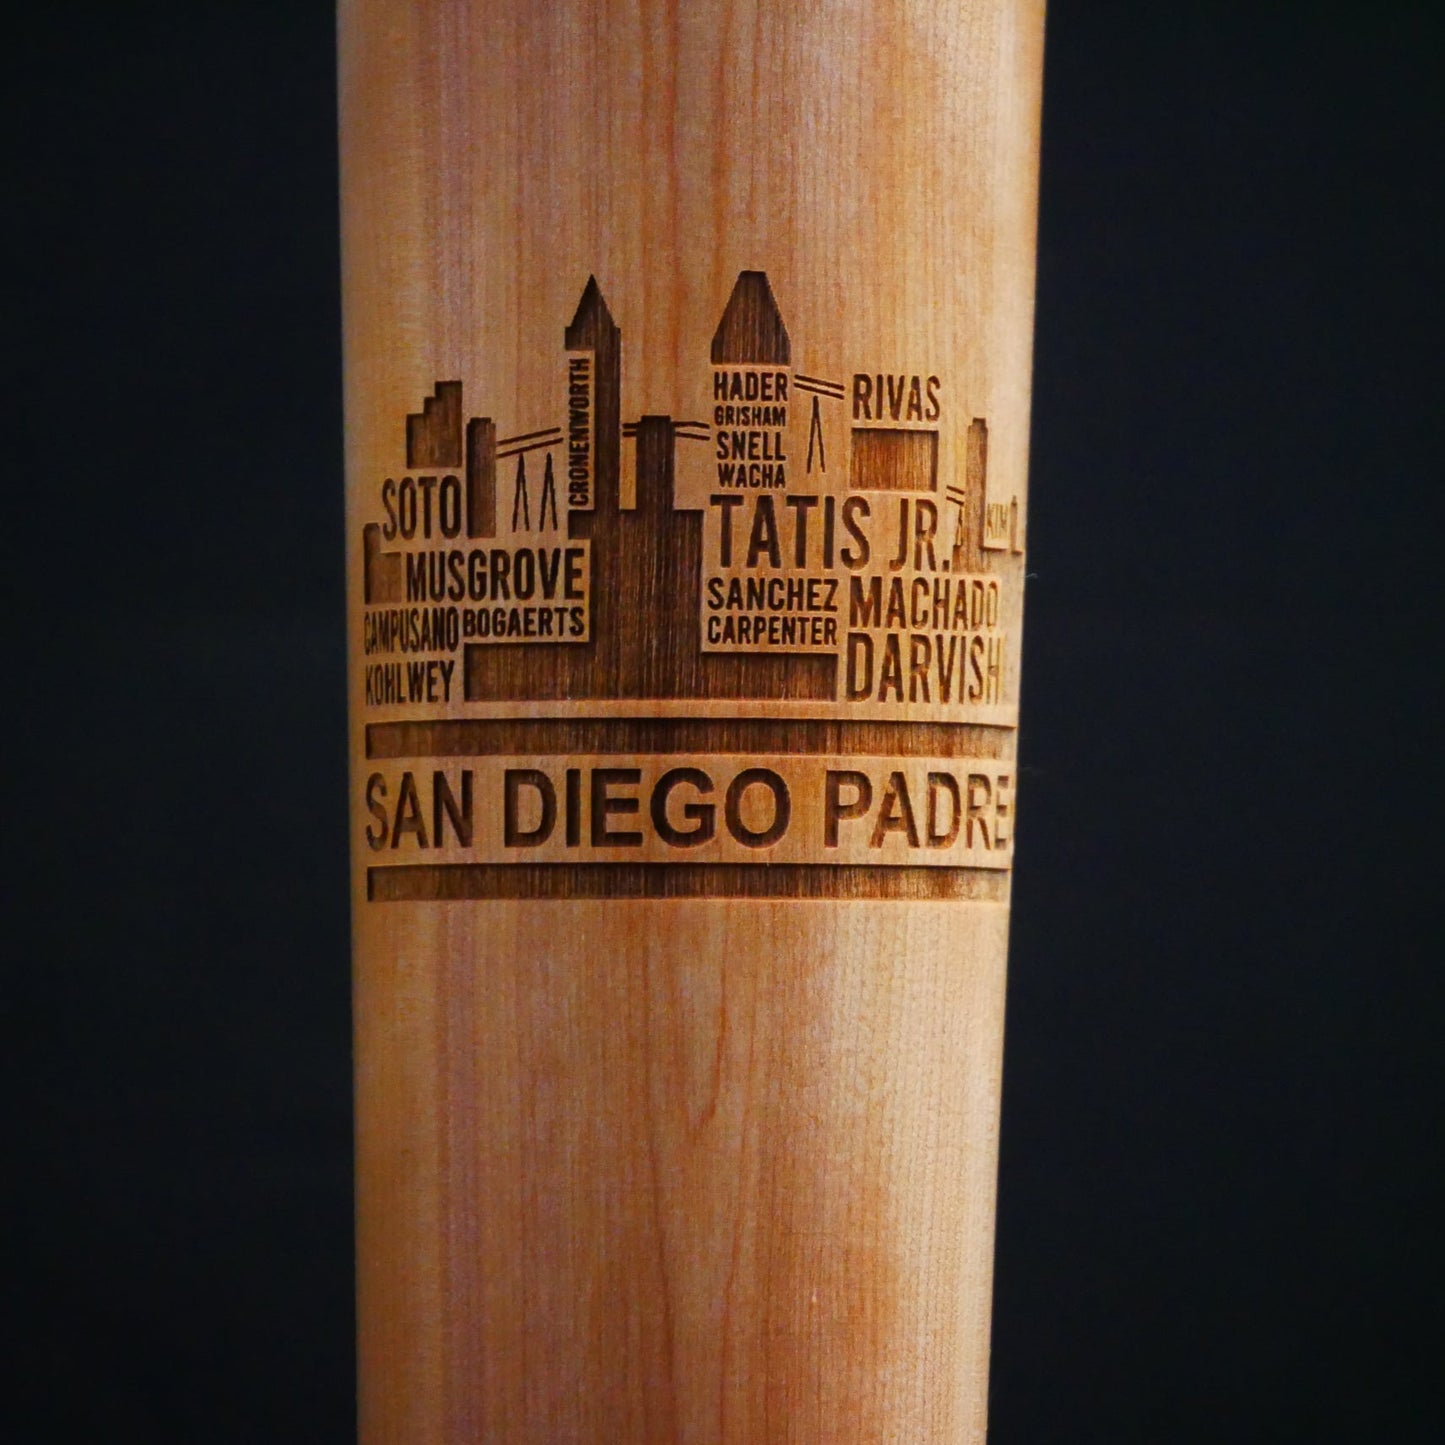 CRONENWORTH
HADER
GRISHAM
SNELL
WACHA
RIVAS
SOTO
TATIS JR.
KIM
MUSGROVE
SANCHEZ
MACHADO
CAMPUSANO
BOGAERTS
CARPENTER
DARVISH
KOHLWEY
SAN DIEGO PADRE